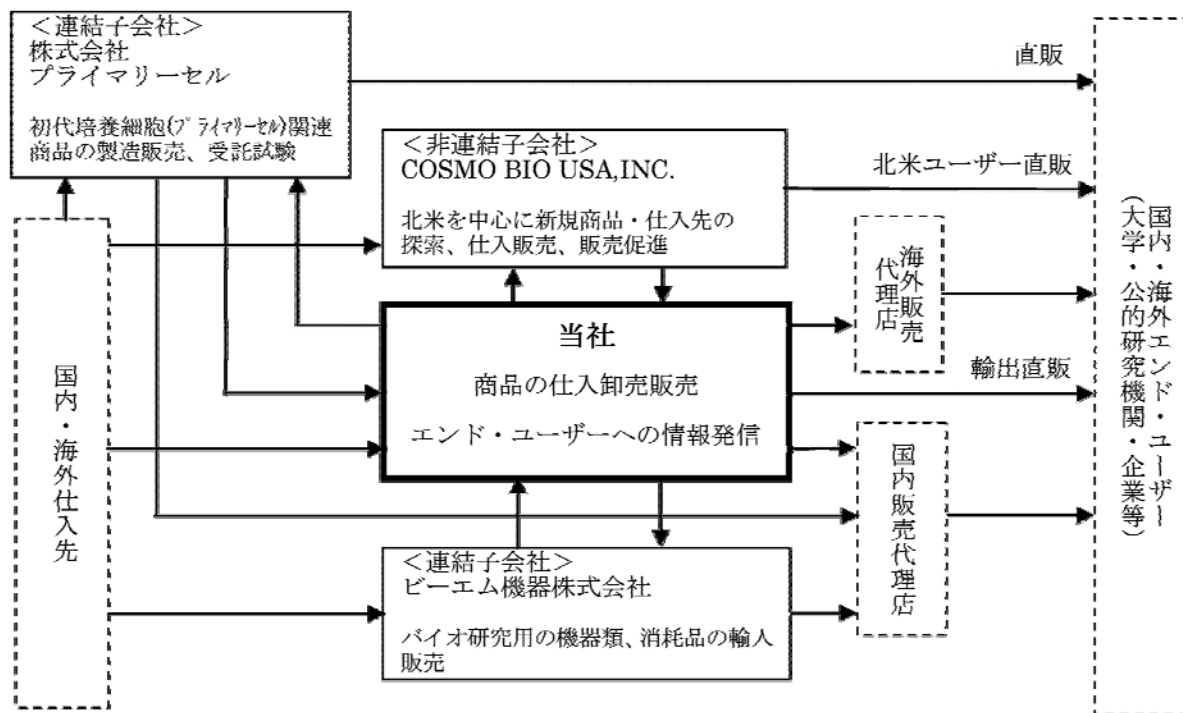 ＜連結子会社＞
株式会社
プライマリーセル
初代培養細胞(ﾌﾟﾗｲﾏﾘｰｾﾙ)関連
商品の製造販売、受託試験
直販
＜非連結子会社＞
COSMO BIO USA,INC.
北米を中心に新規商品・仕入先の
探索、仕入販売、販売促進
北米ユーザー直販
海外販売
代理店
当社
商品の仕入卸売販売
エンド・ユーザーへの情報発信
輸出直販
国内・海外仕入先
国内販売代理店
＜連結子会社＞
ビーエム機器株式会社
バイオ研究用の機器類、消耗品の輸入
販売
国内・海外エンド・ユーザー
（大学・公的研究機関・企業等）